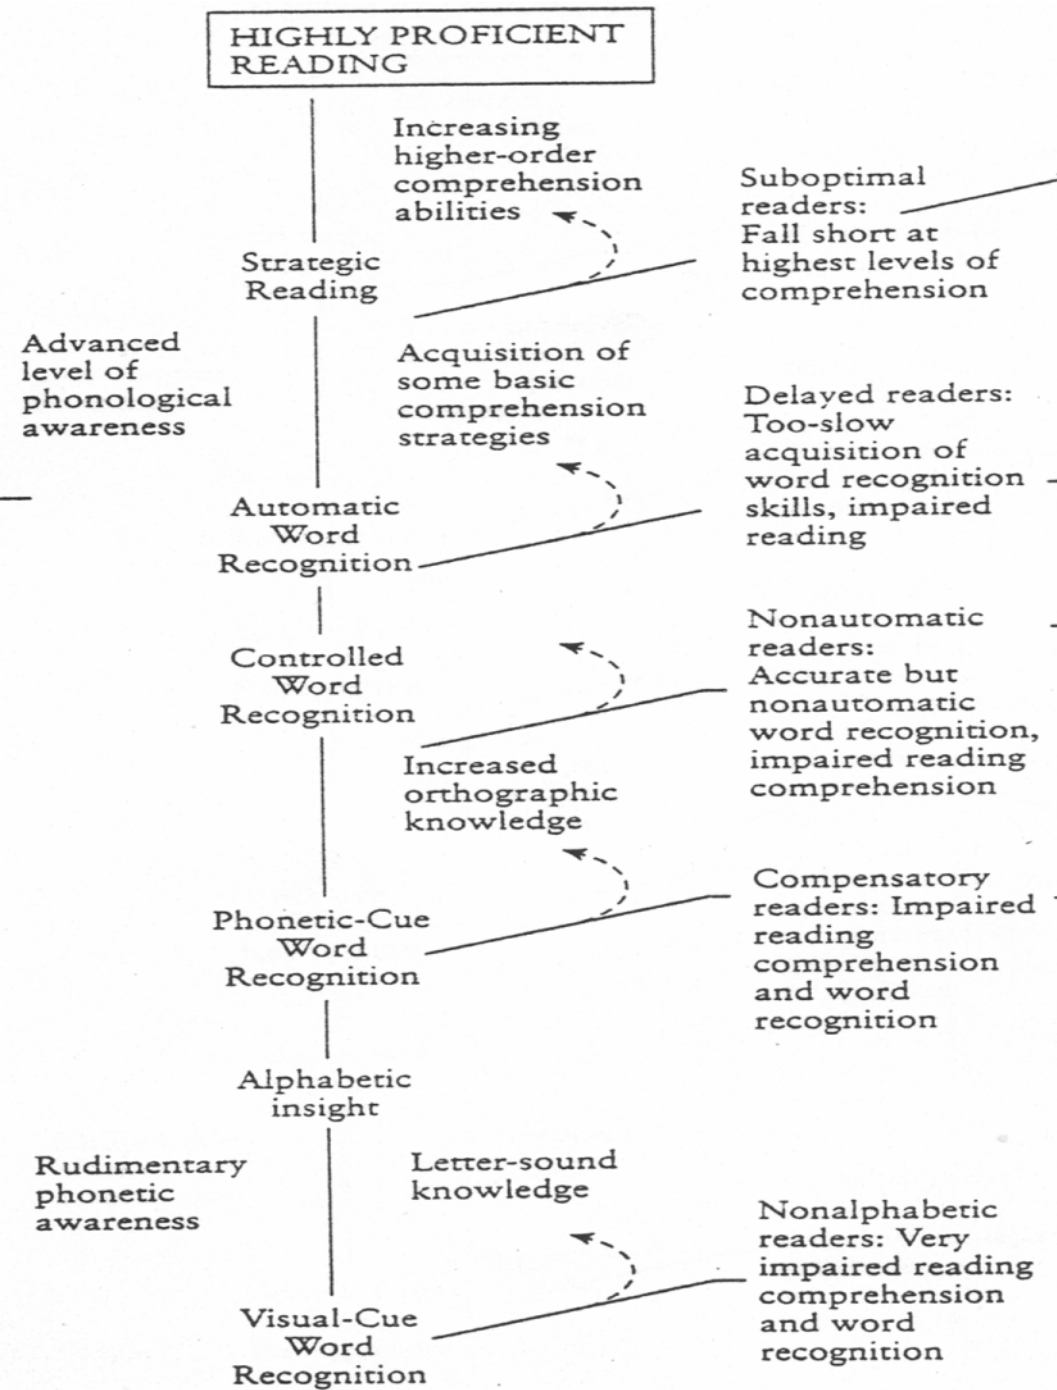 HIGHLY PROFICIENT
READING
Increasing
higher-order
comprehension
abilities
Suboptimal
readers:
Fall short at
highest levels of
comprehension
Strategic
Reading
Advanced
level of
phonological
awareness
Acquisition of
some basic
comprehension
strategies
Delayed readers:
Too-slow
acquisition of
word recognition
skills, impaired
reading
Automatic
Word
Recognition
Controlled
Word
Recognition
Nonautomatic
readers:
Accurate but
nonautomatic
word recognition,
impaired reading
comprehension
Increased
orthographic
knowledge
Phonetic-Cue
Word
Recognition
Compensatory
readers: Impaired
reading
comprehension
and word
recognition
Alphabetic
insight
Rudimentary
phonetic
awareness
Letter-sound
knowledge
Nonalphabetic
readers: Very
impaired reading
comprehension
and word
recognition
Visual-Cue
Word
Recognition